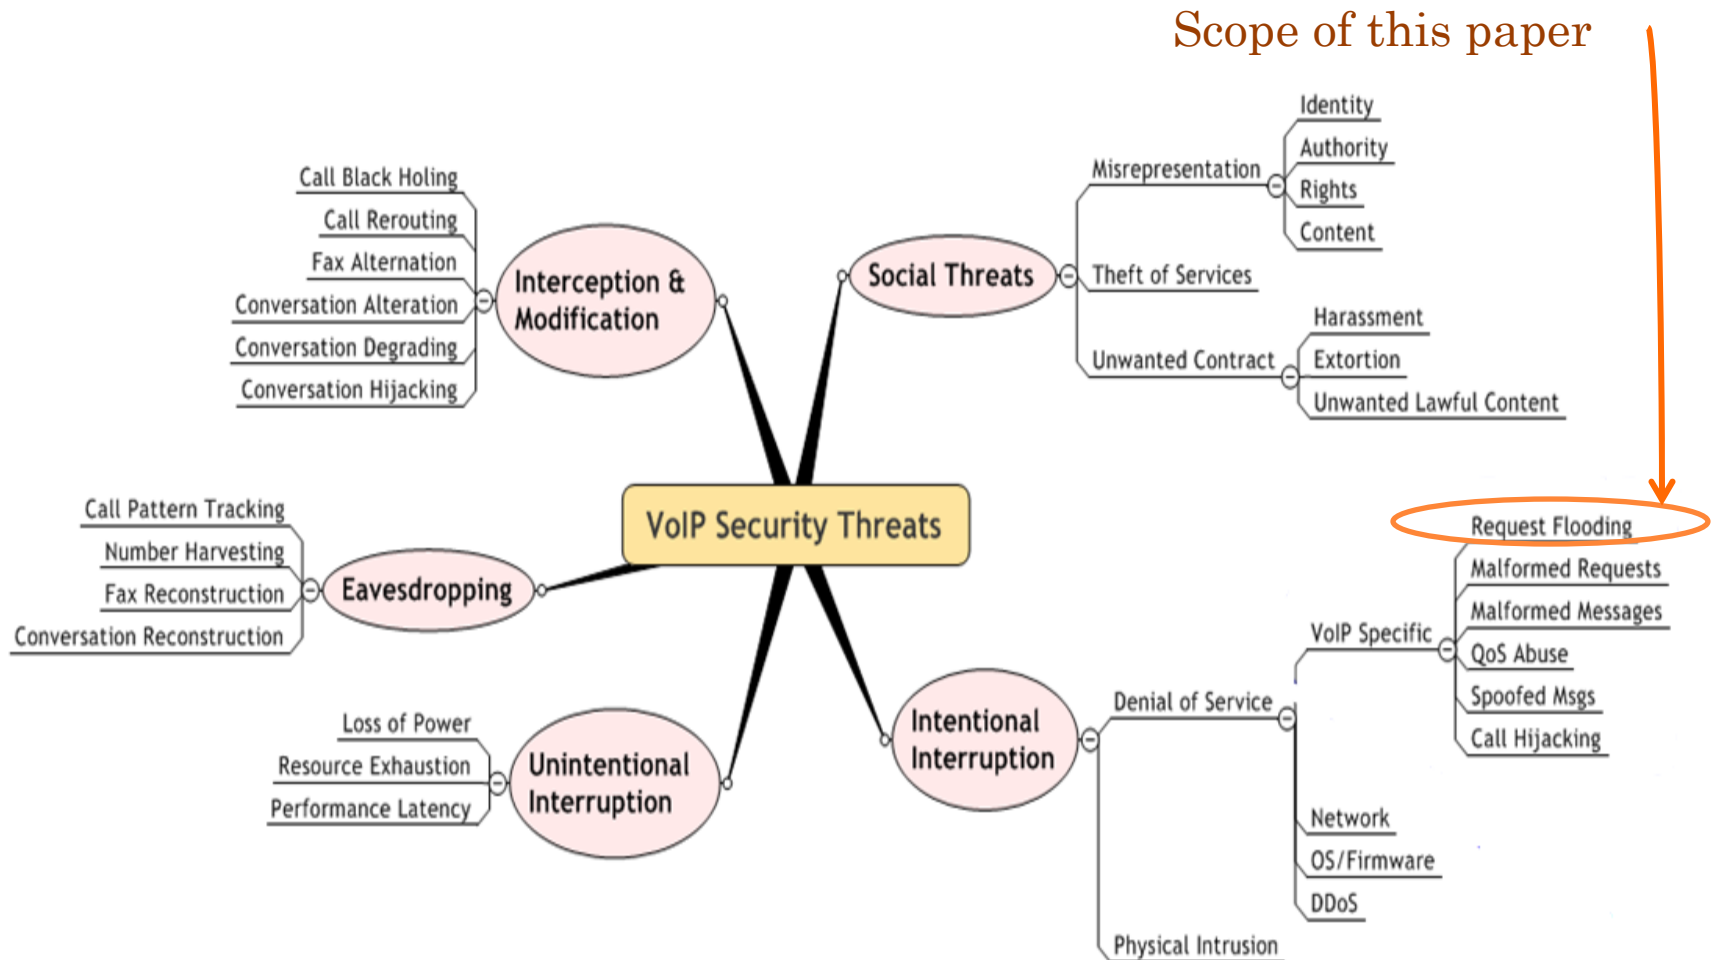 Scope of this paper
Call Black Holing
Call Rerouting
Fax Alternation
Conversation Alteration
Conversation Degrading
Conversation Hijacking
Interception &
Modification
Social Threats
Misrepresentation
Identity
Authority
Rights
Content
Theft of Services
Unwanted Contract
Harassment
Extortion
Unwanted Lawful Content
VoIP Security Threats
Call Pattern Tracking
Number Harvesting
Fax Reconstruction
Conversation Reconstruction
Eavesdropping
Loss of Power
Resource Exhaustion
Performance Latency
Unintentional
Interruption
Intentional
Interruption
Denial of Service
VoIP Specific
Request Flooding
Malformed Requests
Malformed Messages
QoS Abuse
Spoofed Msgs
Call Hijacking
Network
OS/Firmware
DDoS
Physical Intrusion